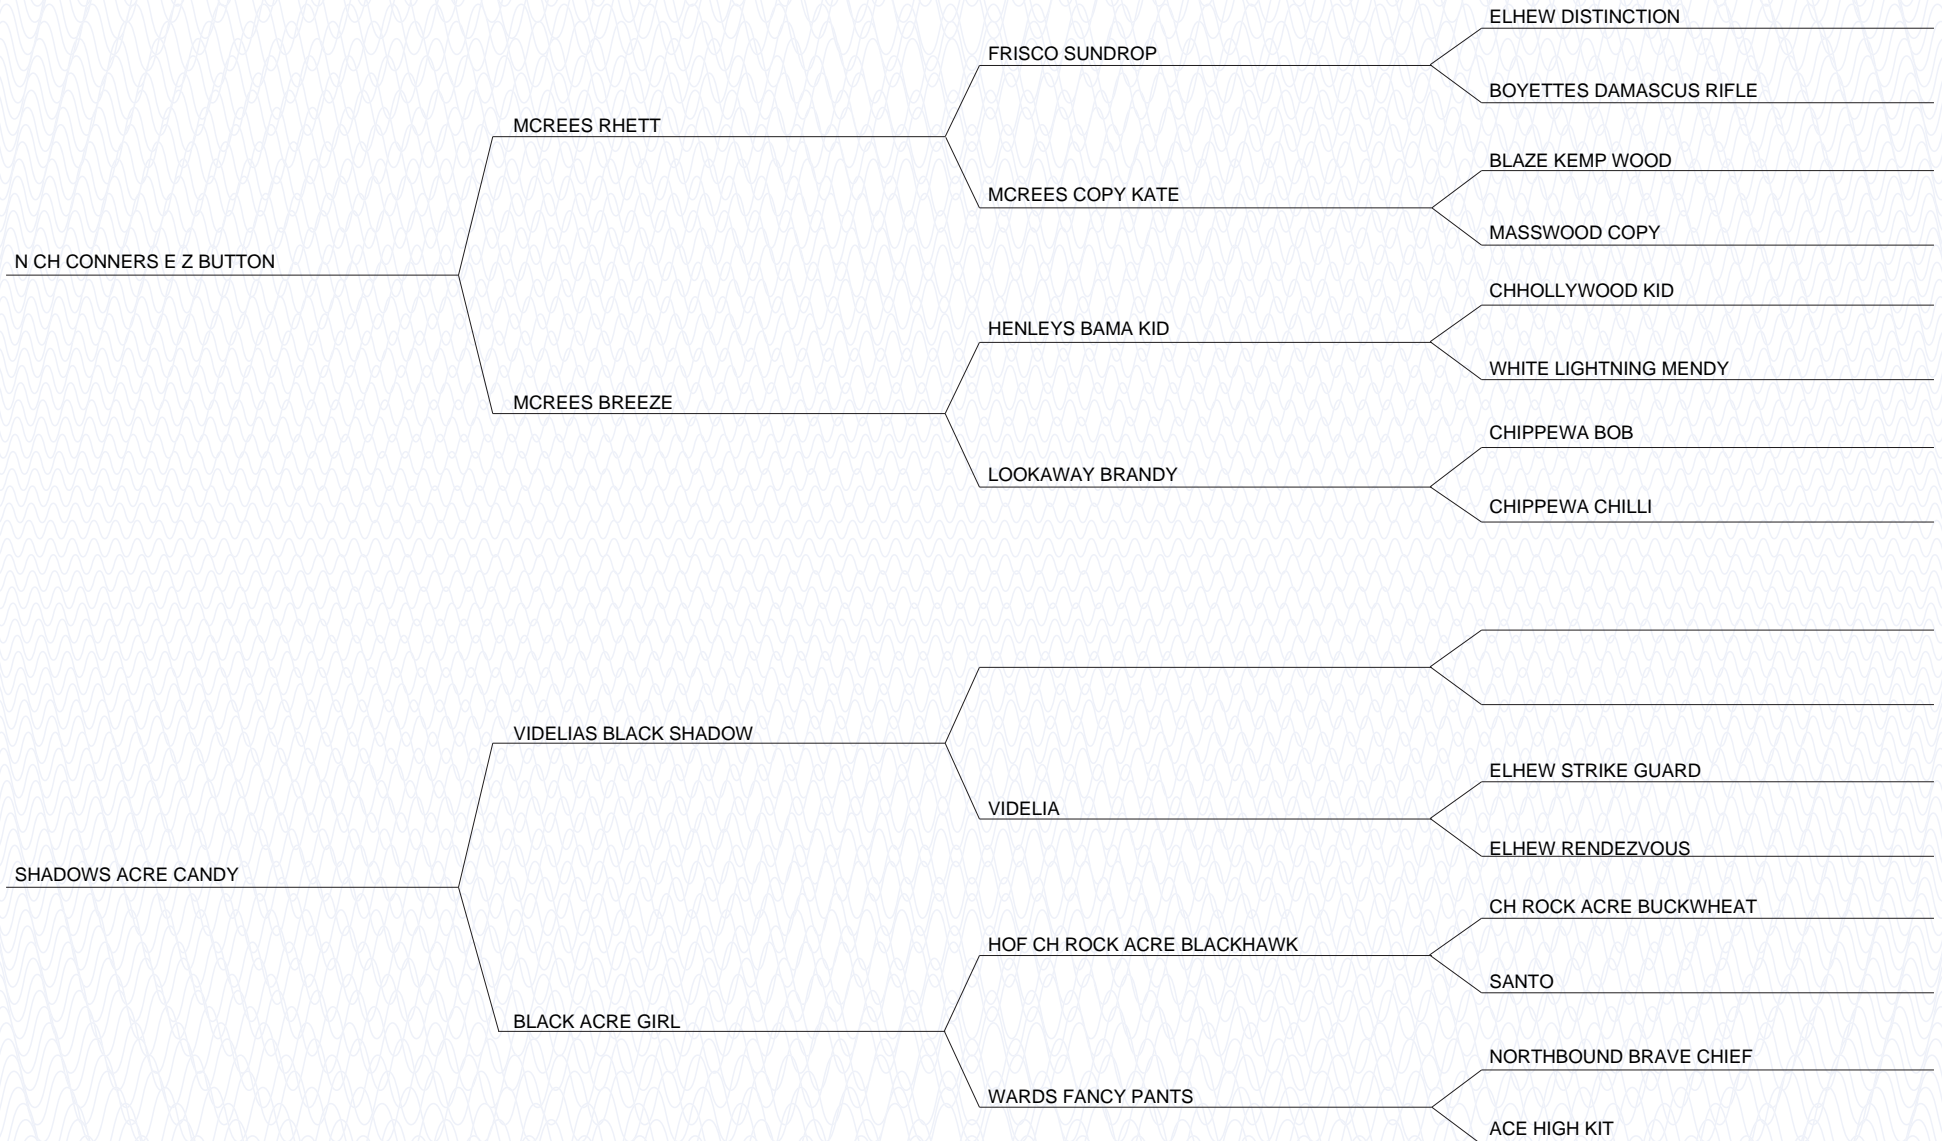 ELHEW DISTINCTION
FRISCO SUNDROP
BOYETTES DAMASCUS RIFLE
MCREES RHETT
BLAZE KEMP WOOD
MCREES COPY KATE
MASSWOOD COPY
N CH CONNERS E Z BUTTON
CHHOLLYWOOD KID
HENLEYS BAMA KID
WHITE LIGHTNING MENDY
MCREES BREEZE
CHIPPEWA BOB
LOOKAWAY BRANDY
CHIPPEWA CHILLI
VIDELIAS BLACK SHADOW
ELHEW STRIKE GUARD
VIDELIA
ELHEW RENDEZVOUS
SHADOWS ACRE CANDY
CH ROCK ACRE BUCKWHEAT
HOF CH ROCK ACRE BLACKHAWK
SANTO
BLACK ACRE GIRL
NORTHBOUND BRAVE CHIEF
WARDS FANCY PANTS
ACE HIGH KIT